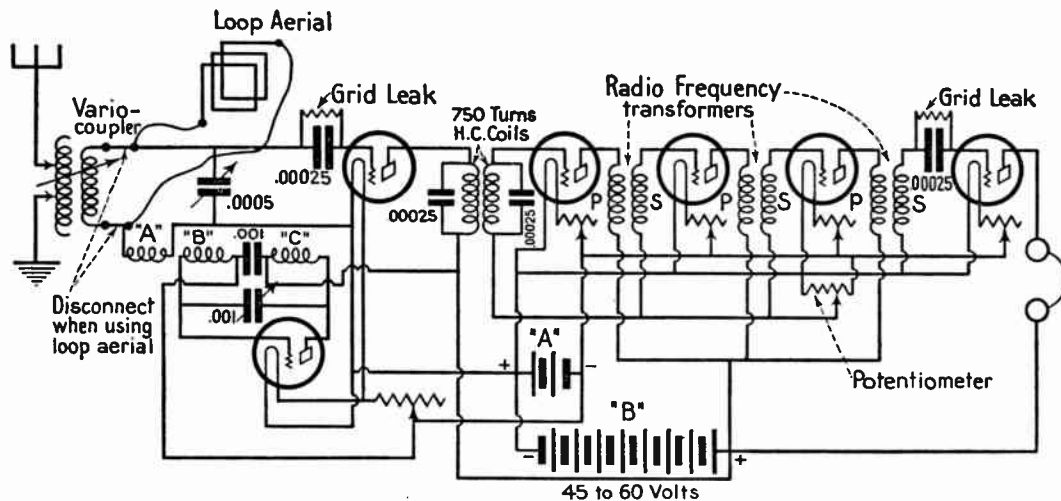 Loop Aerial
Vario-
coupler
Grid Leak
750 Turns
H.C. Coils
Radio Frequency
transformers
Grid Leak
.00025
.0005
.00025
.00025
.00025
P
S
P
S
P
S
"A"
"B"
.001
"C"
.001
Disconnect
when using
loop aerial
"A"
+
-
Potentiometer
"B"
-
+
45 to 60 Volts